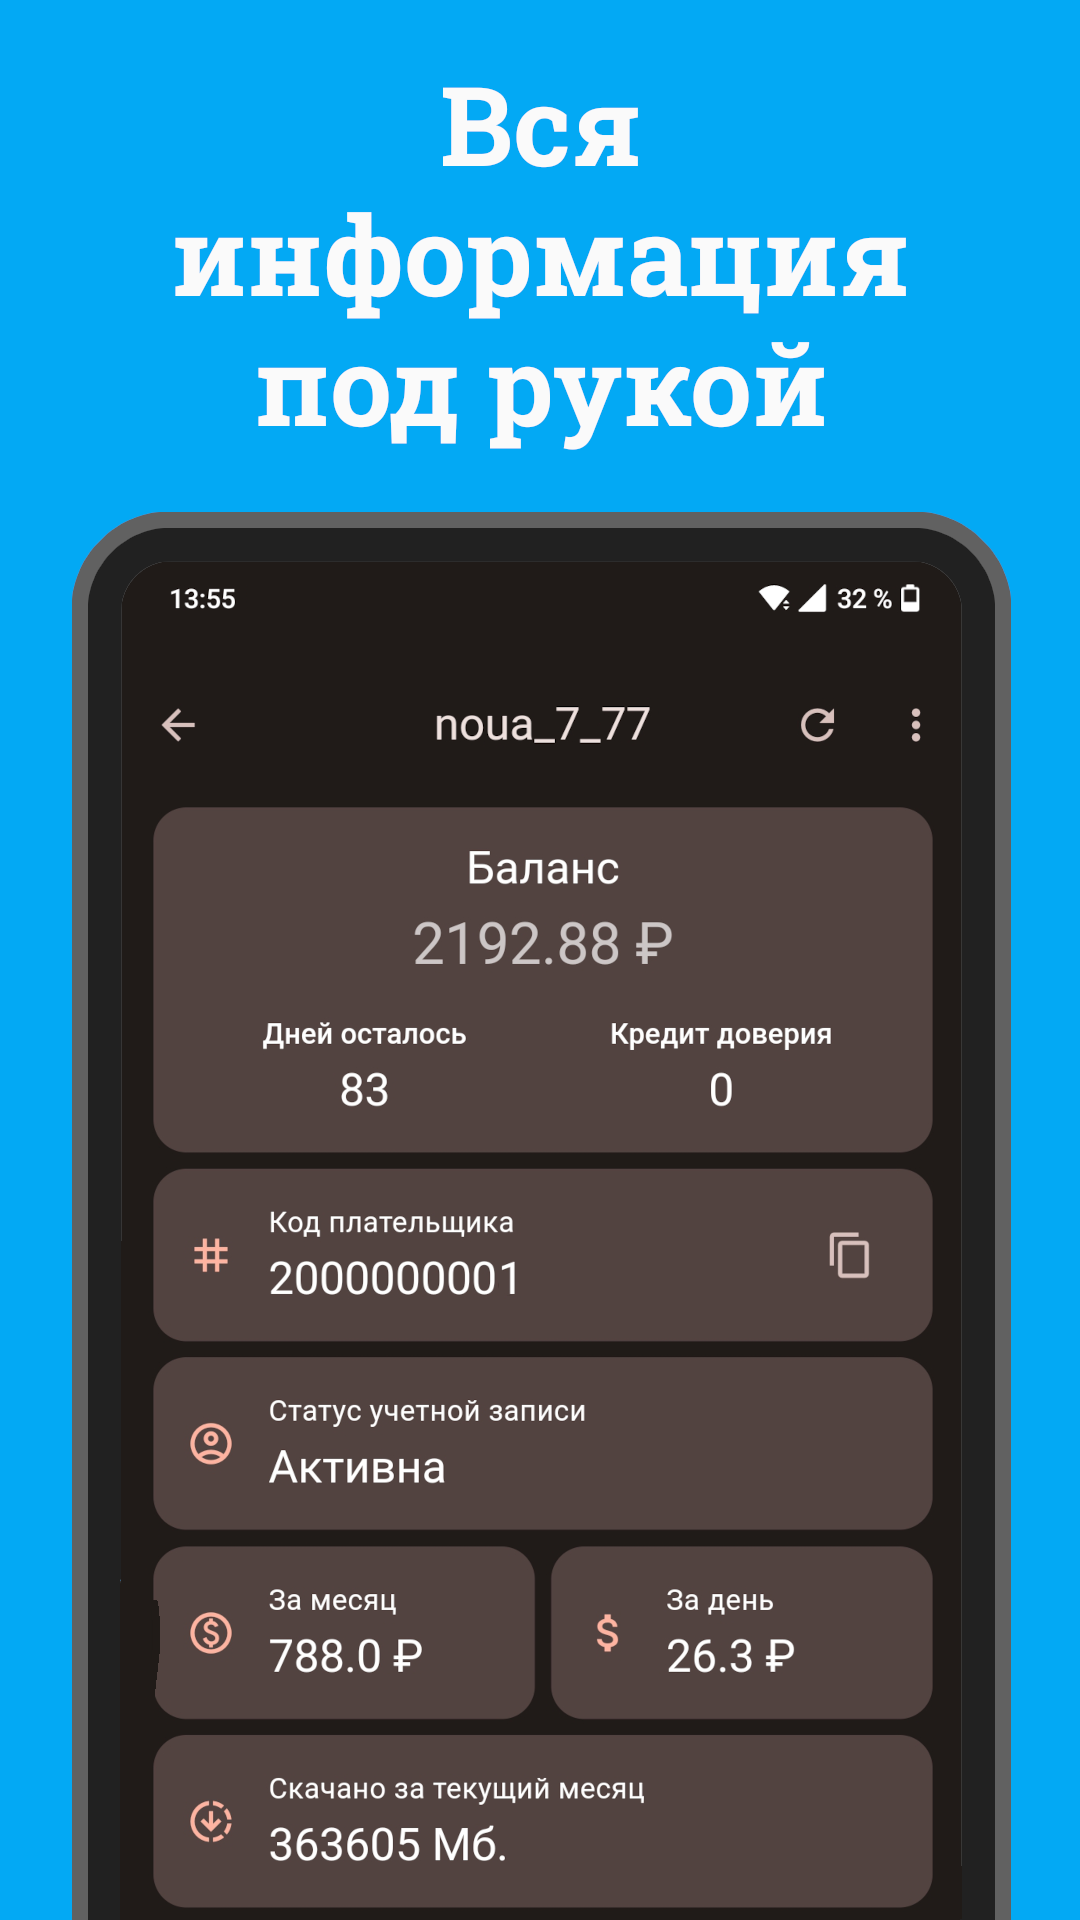 Вся
информация
под рукой
13:55 32 %
noua_7_77
Баланс
2192.88 ₽
Дней осталось Кредит доверия
83 0
Код плательщика
2000000001
Статус учетной записи
Активна
За месяц За день
788.0 ₽ 26.3 ₽
Скачано за текущий месяц
363605 Мб.